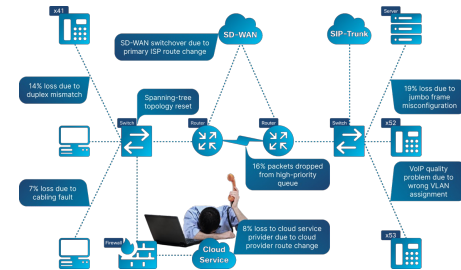 x41
SD-WAN
Server
SIP-Trunk
SD-WAN switchover due to
primary ISP route change
14% loss due to
duplex mismatch
Spanning-tree
topology reset
19% loss due to
jumbo frame
misconfiguration
Switch
Router
Router
Switch
x52
16% packets dropped
from high-priority
queue
VoIP quality
problem due to
wrong VLAN
assignment
7% loss due to
cabling fault
8% loss to cloud service
privider due to cloud
provider route change
Firewall
Cloud
Service
x53